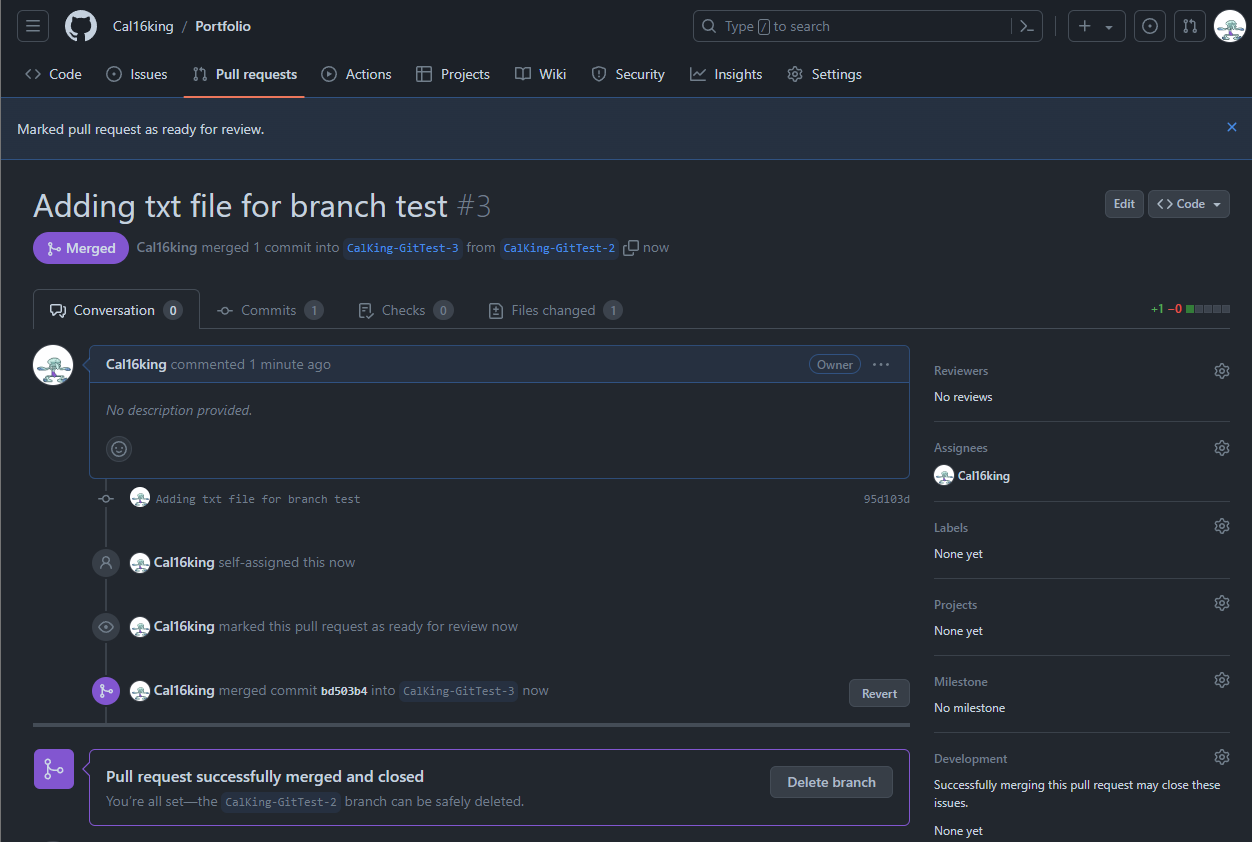 Cal16king / Portfolio
Type / to search
Code Issues Pull requests Actions Projects Wiki Security Insights Settings
Marked pull request as ready for review.
Adding txt file for branch test #3
Edit <> Code
Merged Cal16king merged 1 commit into CalKing-GitTest-3 from CalKing-GitTest-2 now
Conversation 0 Commits 1 Checks 0 Files changed 1
+1 −0
Cal16king commented 1 minute ago
Owner ...
No description provided.
Adding txt file for branch test 95d103d
Cal16king self-assigned this now
Cal16king marked this pull request as ready for review now
Cal16king merged commit bd503b4 into CalKing-GitTest-3 now
Revert
Pull request successfully merged and closed
You're all set—the CalKing-GitTest-2 branch can be safely deleted.
Delete branch
Reviewers
No reviews
Assignees
Cal16king
Labels
None yet
Projects
None yet
Milestone
No milestone
Development
Successfully merging this pull request may close these
issues.
None yet